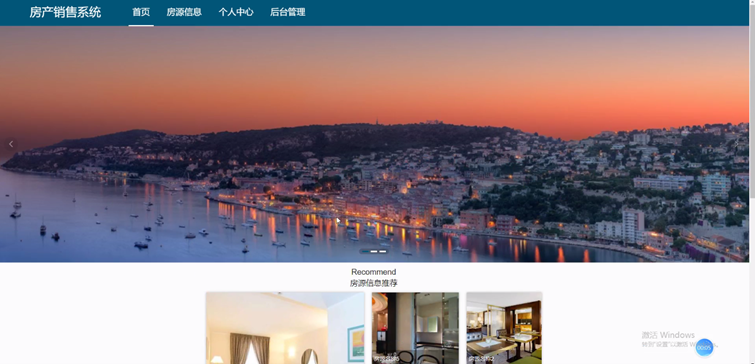 房产销售系统
首页 房源信息 个人中心 后台管理
Recommend
房源信息推荐
激活 Windows
转到"设置"以激活 Windows。